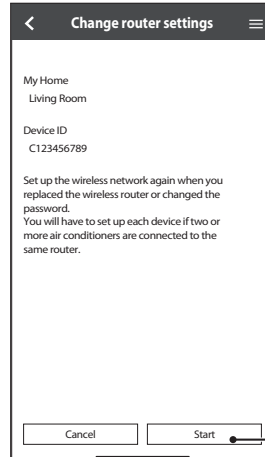 Change router settings
My Home
Living Room
Device ID
C123456789
Set up the wireless network again when you
replaced the wireless router or changed the
password.
You will have to set up each device if two or
more air conditioners are connected to the
same router.
Cancel Start